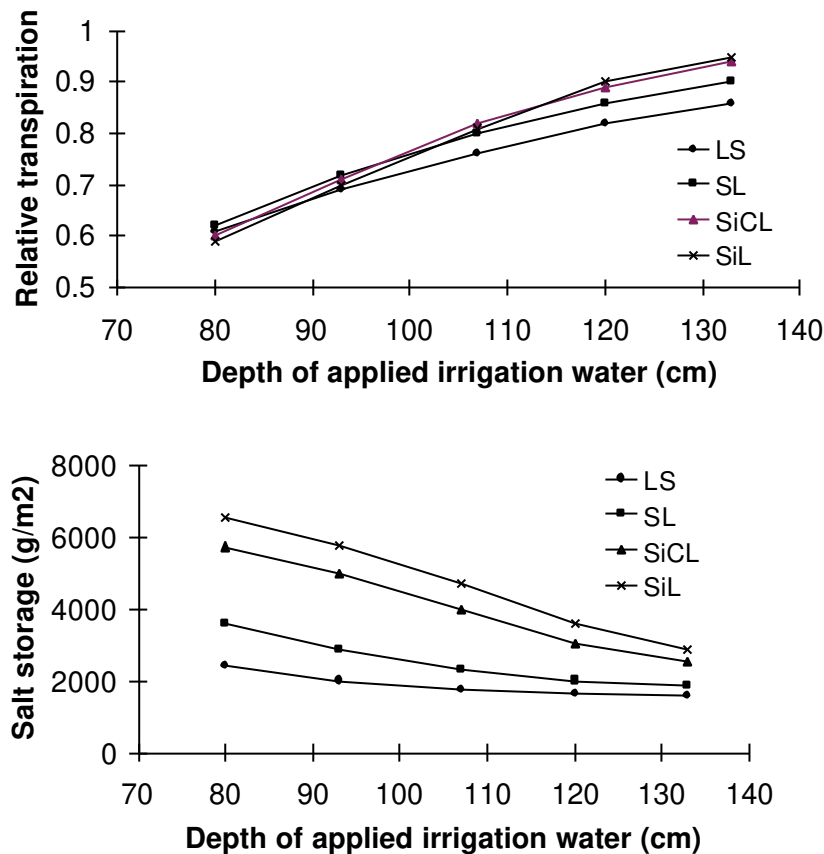 1
0.9
0.8
0.7
0.6
0.5
Relative transpiration
LS
SL
SiCL
SiL
70 80 90 100 110 120 130 140
Depth of applied irrigation water (cm)
8000
6000
4000
2000
0
Salt storage (g/m2)
LS
SL
SiCL
SiL
70 80 90 100 110 120 130 140
Depth of applied irrigation water (cm)